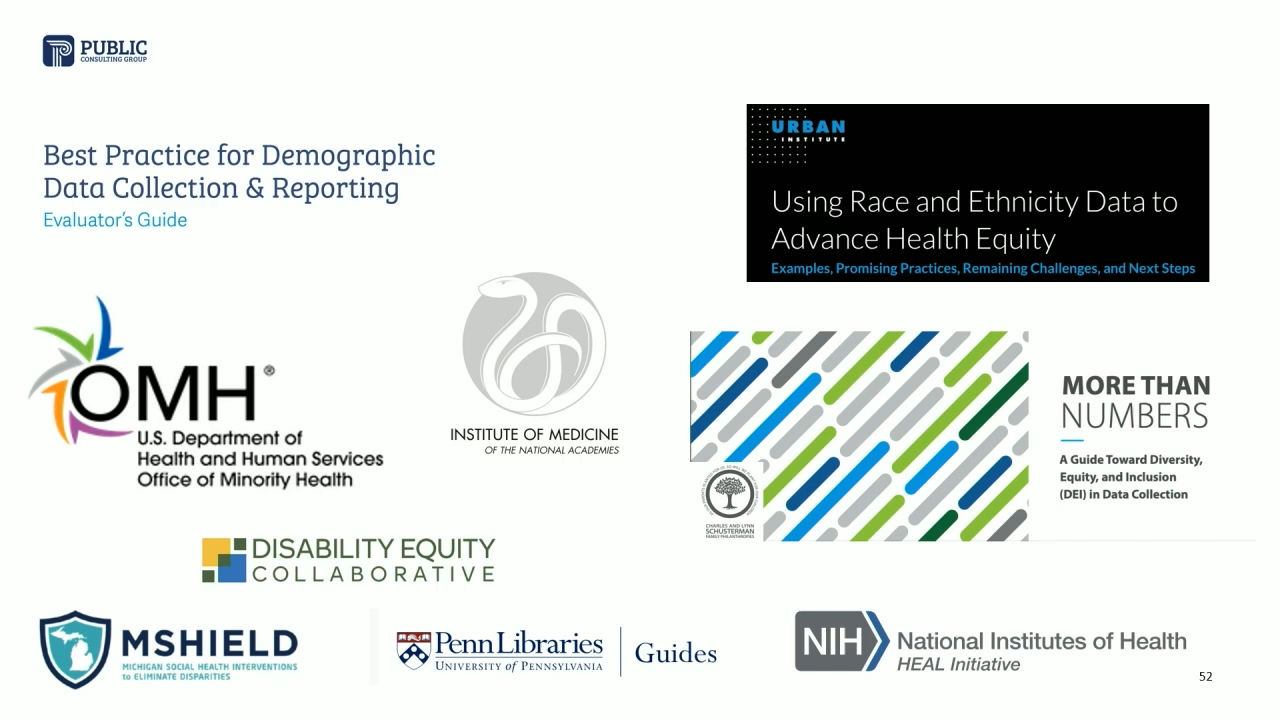 PUBLIC
CONSULTING GROUP
Best Practice for Demographic
Data Collection & Reporting
Evaluator's Guide
URBAN
INSTITUTE
Using Race and Ethnicity Data to
Advance Health Equity
Examples, Promising Practices, Remaining Challenges, and Next Steps
OMH®
U.S. Department of
Health and Human Services
Office of Minority Health
INSTITUTE OF MEDICINE
OF THE NATIONAL ACADEMIES
CHARLES AND LYNN
SCHUSTERMAN
FAMILY PHILANTHROPIES
MORE THAN
NUMBERS
A Guide Toward Diversity,
Equity, and Inclusion
(DEI) in Data Collection
DISABILITY EQUITY
COLLABORATIVE
MSHIELD
MICHIGAN SOCIAL HEALTH INTERVENTIONS
to ELIMINATE DISPARITIES
Penn Libraries
UNIVERSITY of PENNSYLVANIA
Guides
NIH
National Institutes of Health
HEAL Initiative
52